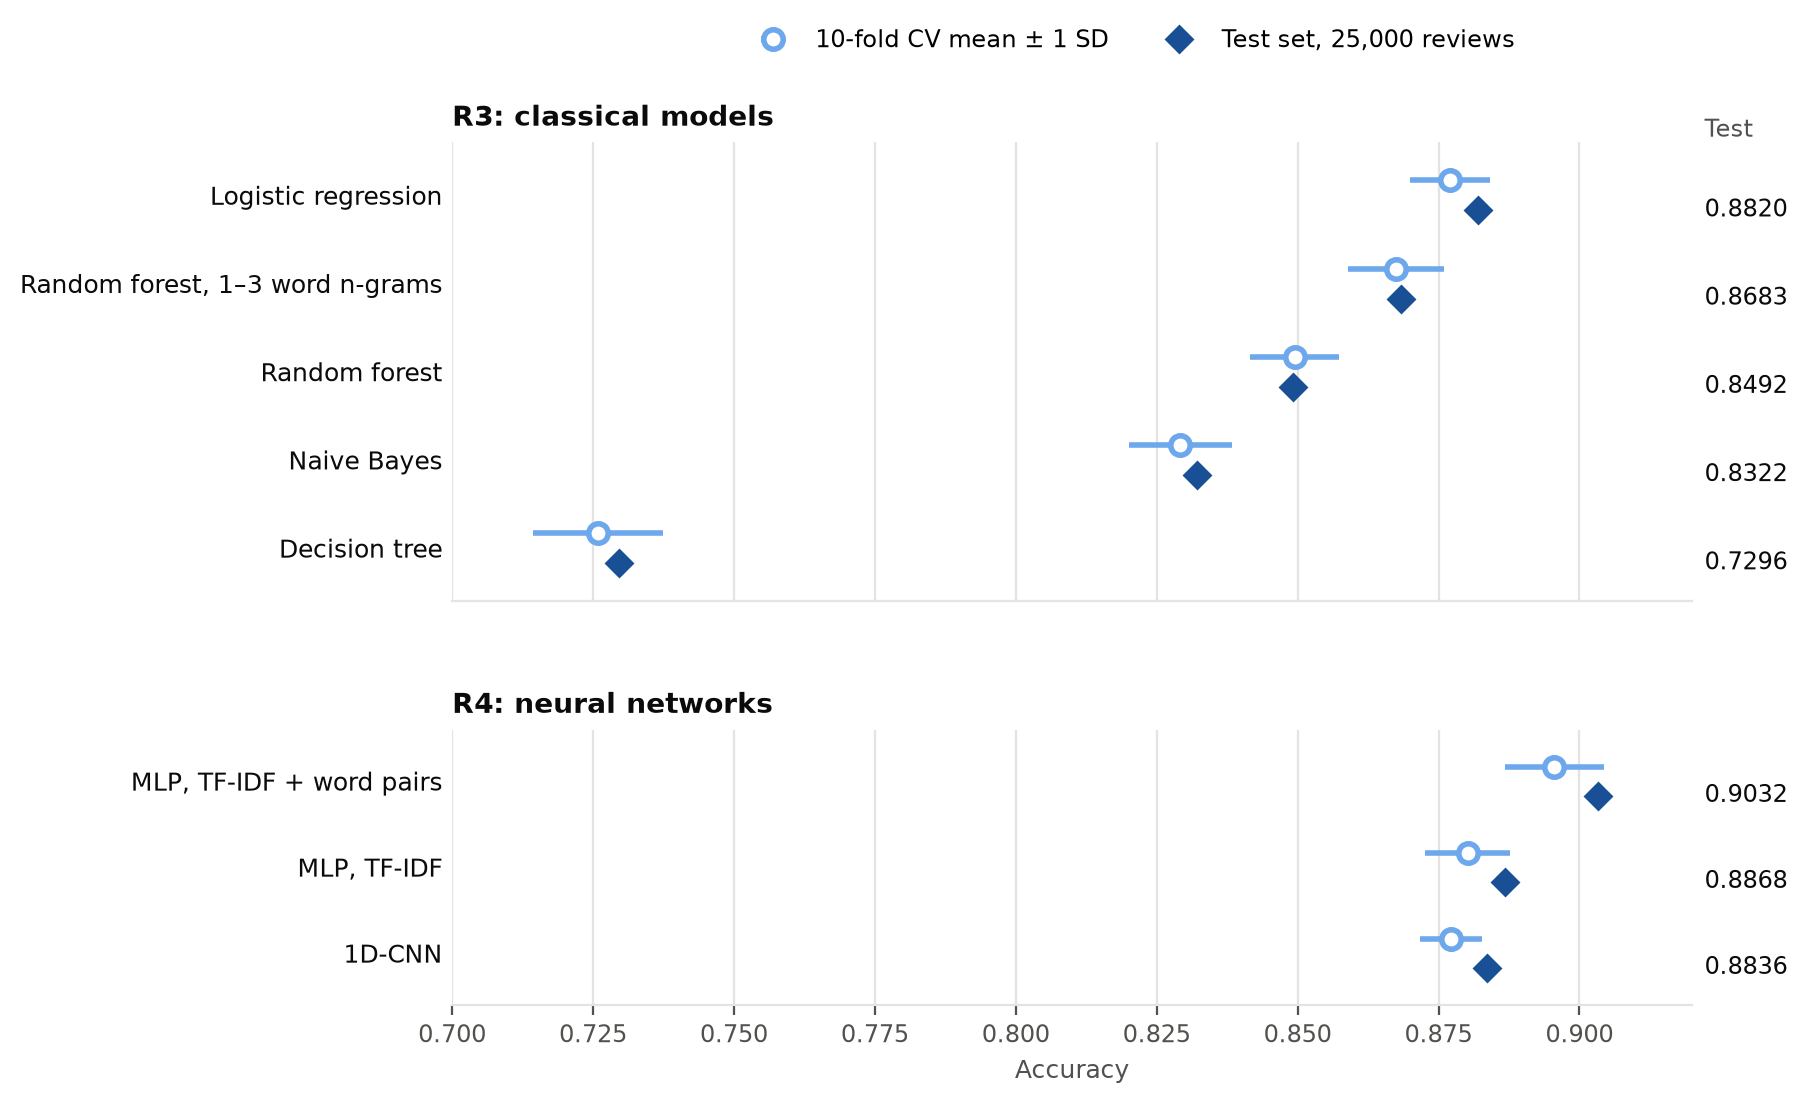 10-fold CV mean ± 1 SD
Test set, 25,000 reviews
R3: classical models
Test
Logistic regression
0.8820
Random forest, 1–3 word n-grams
0.8683
Random forest
0.8492
Naive Bayes
0.8322
Decision tree
0.7296
R4: neural networks
MLP, TF-IDF + word pairs
0.9032
MLP, TF-IDF
0.8868
1D-CNN
0.8836
0.700 0.725 0.750 0.775 0.800 0.825 0.850 0.875 0.900
Accuracy